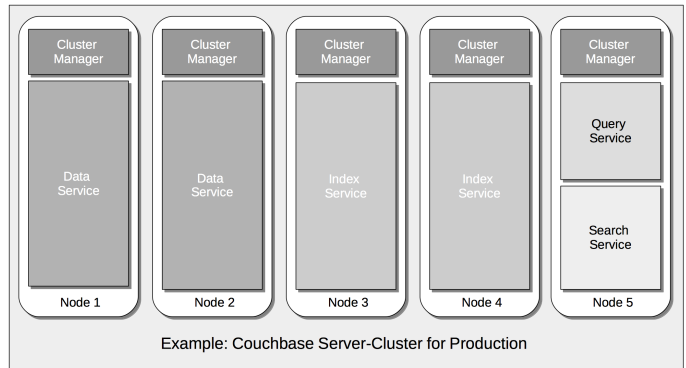 Cluster
Manager
Data
Service
Node 1
Cluster
Manager
Data
Service
Node 2
Cluster
Manager
Index
Service
Node 3
Cluster
Manager
Index
Service
Node 4
Cluster
Manager
Query
Service
Search
Service
Node 5
Example: Couchbase Server-Cluster for Production